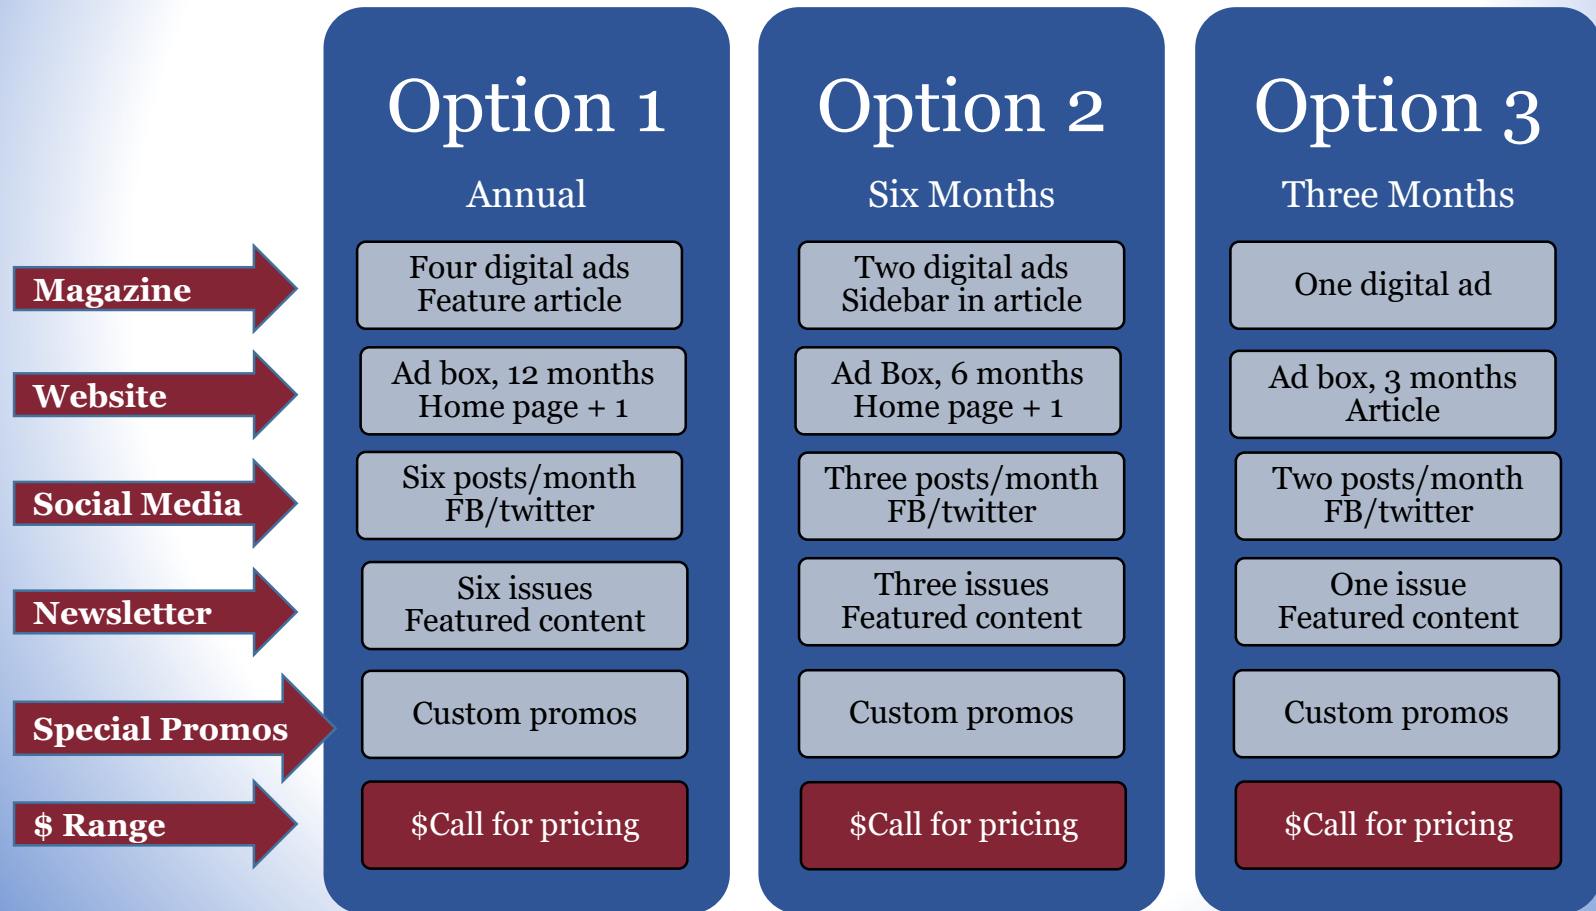 Option 1
Option 2
Option 3
Annual
Six Months
Three Months
Magazine
Four digital ads
Feature article
Two digital ads
Sidebar in article
One digital ad
Website
Ad box, 12 months
Home page + 1
Ad Box, 6 months
Home page + 1
Ad box, 3 months
Article
Social Media
Six posts/month
FB/twitter
Three posts/month
FB/twitter
Two posts/month
FB/twitter
Newsletter
Six issues
Featured content
Three issues
Featured content
One issue
Featured content
Special Promos
Custom promos
Custom promos
Custom promos
$ Range
$Call for pricing
$Call for pricing
$Call for pricing